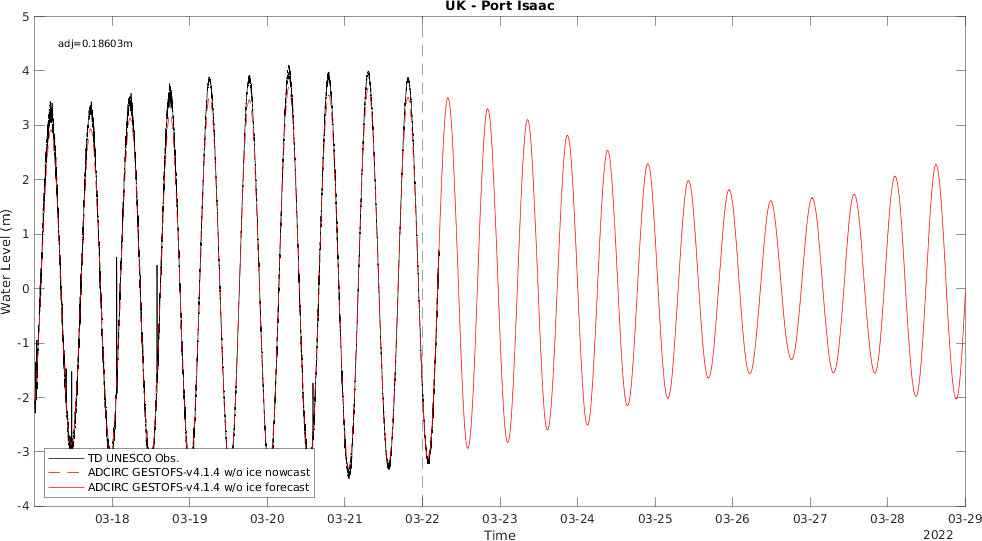 UK - Port Isaac
adj=0.18603m
5
4
3
2
1
0
-1
-2
-3
-4
Water Level (m)
TD UNESCO Obs.
ADCIRC GESTOFS-v4.1.4 w/o ice nowcast
ADCIRC GESTOFS-v4.1.4 w/o ice forecast
03-18 03-19 03-20 03-21 03-22 03-23 03-24 03-25 03-26 03-27 03-28 03-29
Time
2022